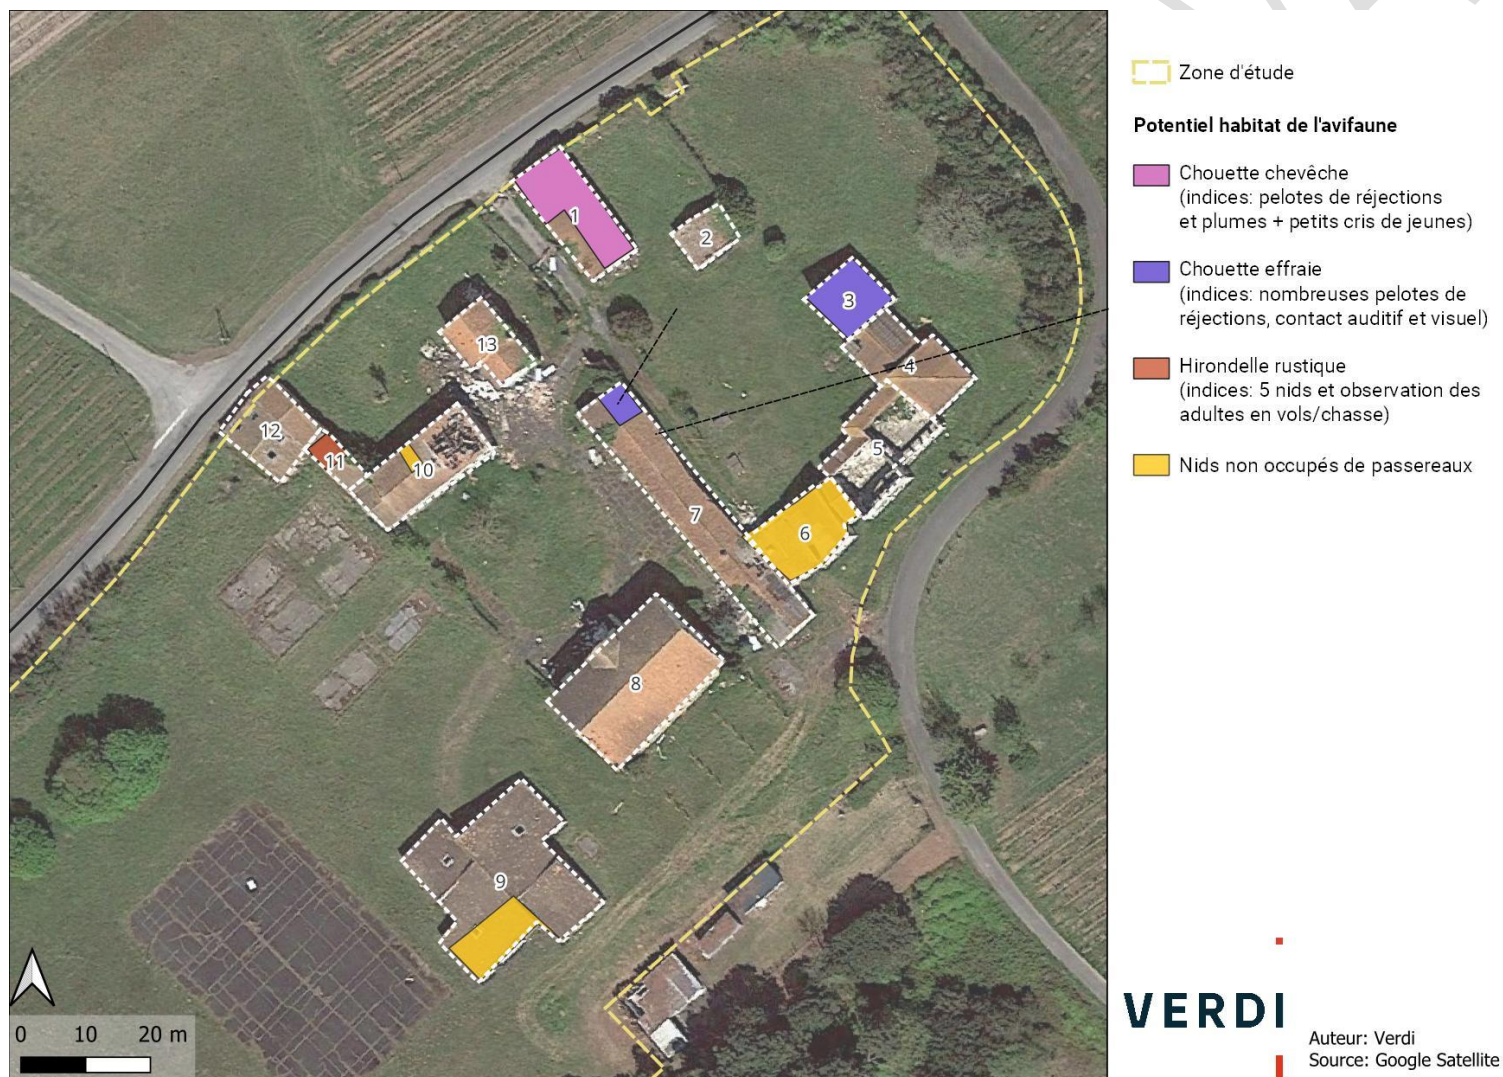 Zone d'étude
Potentiel habitat de l'avifaune
Chouette chevêche
(indices: pelotes de réjections
et plumes + petits cris de jeunes)
Chouette effraie
(indices: nombreuses pelotes de
réjections, contact auditif et visuel)
Hirondelle rustique
(indices: 5 nids et observation des
adultes en vols/chasse)
Nids non occupés de passereaux
1
2
3
4
5
6
7
8
9
10
11
12
13
0 10 20 m
VERDI
Auteur: Verdi
Source: Google Satellite